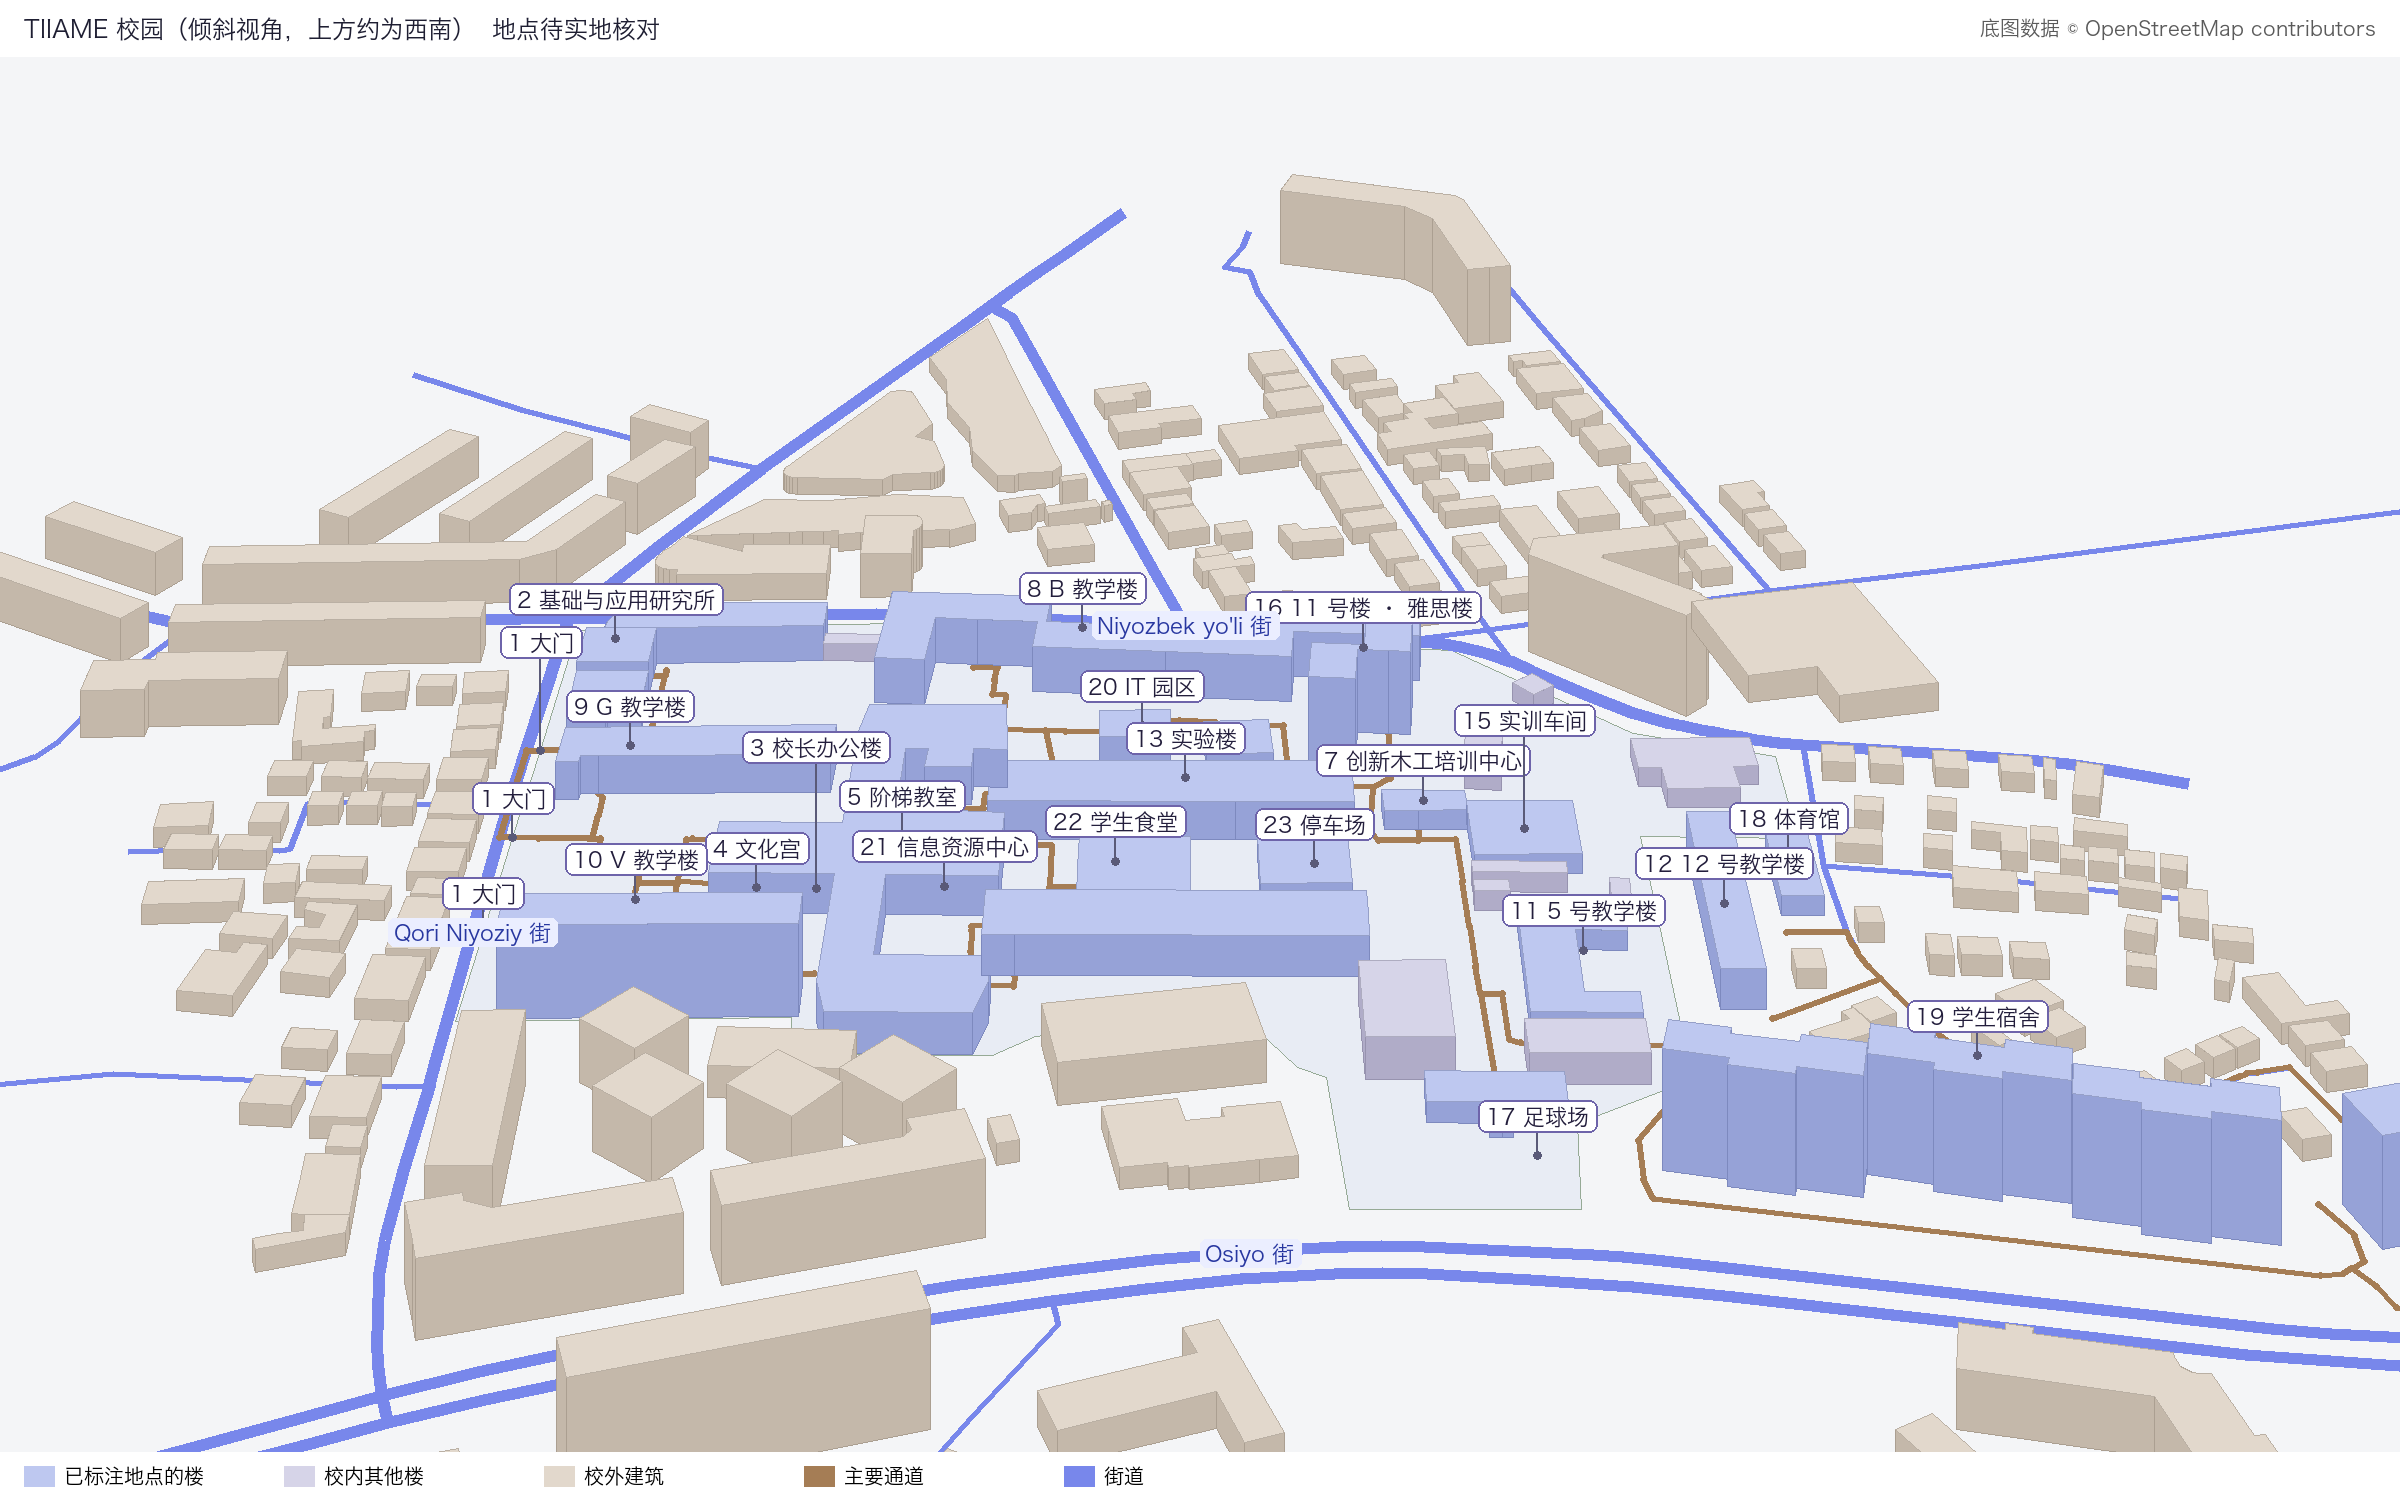 TIIAME 校园（倾斜视角，上方约为西南） 地点待实地核对
底图数据 © OpenStreetMap contributors
8 B 教学楼
2 基础与应用研究所
16 11 号楼 · 雅思楼
Niyozbek yo'li 街
1 大门
20 IT 园区
9 G 教学楼
15 实训车间
13 实验楼
3 校长办公楼
7 创新木工培训中心
5 阶梯教室
1 大门
18 体育馆
22 学生食堂
23 停车场
21 信息资源中心
4 文化宫
10 V 教学楼
12 12 号教学楼
1 大门
11 5 号教学楼
Qori Niyoziy 街
19 学生宿舍
17 足球场
Osiyo 街
已标注地点的楼
校内其他楼
校外建筑
主要通道
街道